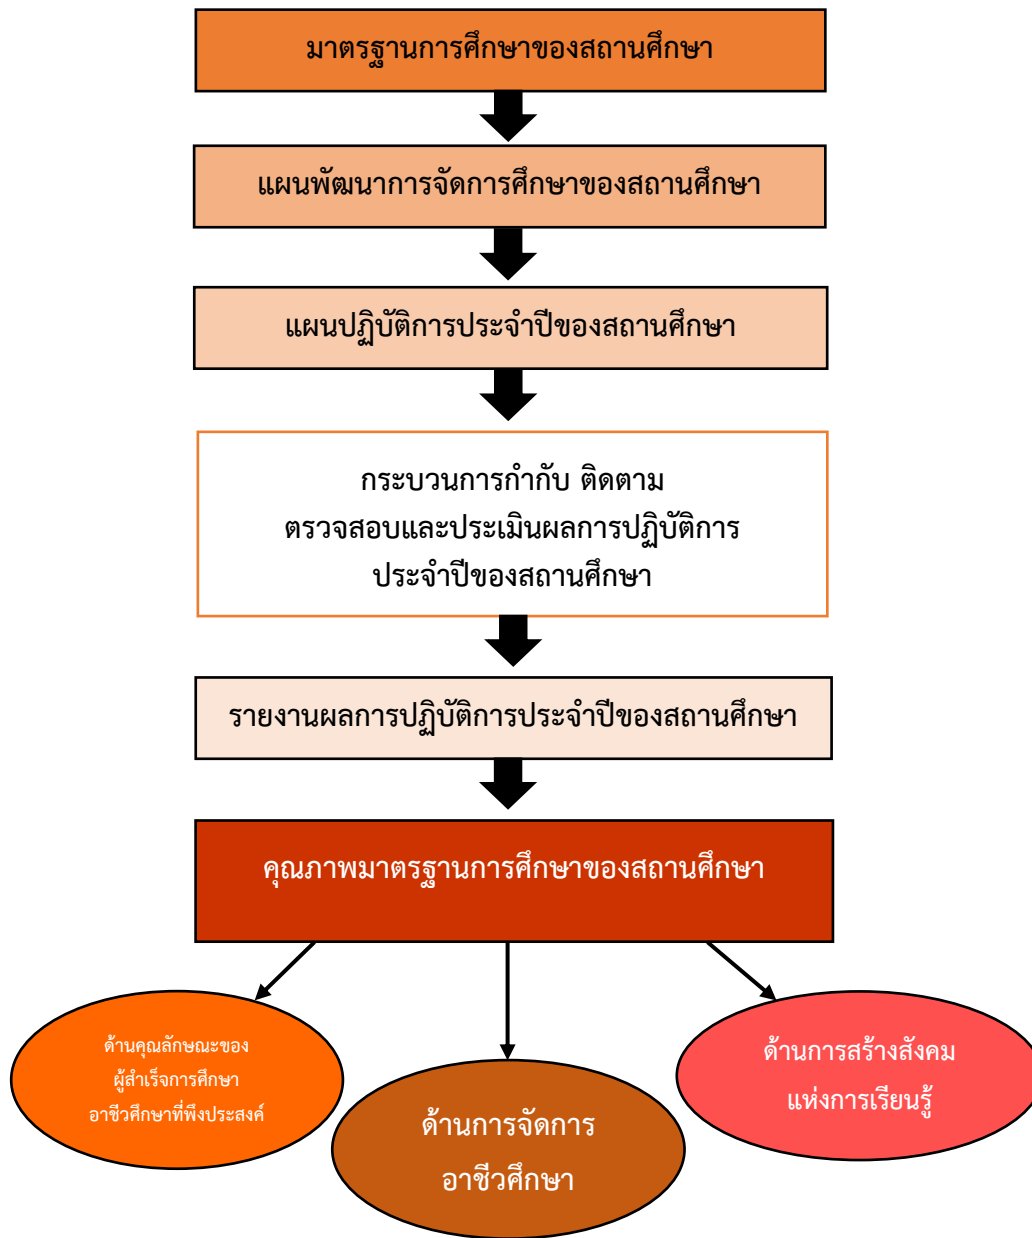 มาตรฐานการศึกษาของสถานศึกษา
แผนพัฒนาการจัดการศึกษาของสถานศึกษา
แผนปฏิบัติการประจำปีของสถานศึกษา
กระบวนการกำกับ ติดตาม
ตรวจสอบและประเมินผลการปฏิบัติการ
ประจำปีของสถานศึกษา
รายงานผลการปฏิบัติการประจำปีของสถานศึกษา
คุณภาพมาตรฐานการศึกษาของสถานศึกษา
ด้านคุณลักษณะของ
ผู้สำเร็จการศึกษา
อาชีวศึกษาที่พึงประสงค์
ด้านการจัดการ
อาชีวศึกษา
ด้านการสร้างสังคม
แห่งการเรียนรู้